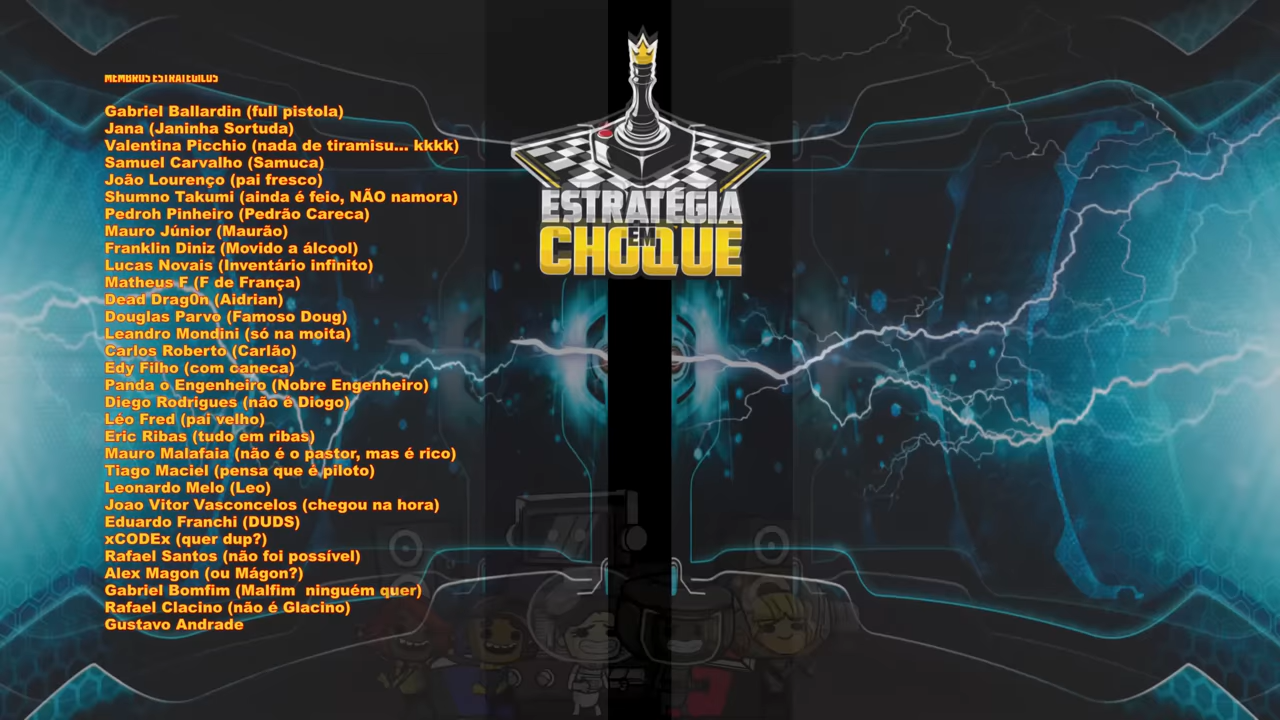 MEMBROS ESTRATÉGICOS
Gabriel Ballardin (full pistola)
Jana (Janinha Sortuda)
Valentina Picchio (nada de tiramisu... kkkk)
Samuel Carvalho (Samuca)
João Lourenço (pai fresco)
Shumno Takumi (ainda é feio, NÃO namora)
Pedroh Pinheiro (Pedrão Careca)
Mauro Júnior (Maurão)
Franklin Diniz (Movido a álcool)
Lucas Novais (Inventário infinito)
Matheus F (F de França)
Dead Drag0n (Aidrian)
Douglas Parvo (Famoso Doug)
Leandro Mondini (só na moita)
Carlos Roberto (Carlão)
Edy Filho (com caneca)
Panda o Engenheiro (Nobre Engenheiro)
Diego Rodrigues (não é Diogo)
Léo Fred (pai velho)
Eric Ribas (tudo em ribas)
Mauro Malafaia (não é o pastor, mas é rico)
Tiago Maciel (pensa que é piloto)
Leonardo Melo (Leo)
Joao Vitor Vasconcelos (chegou na hora)
Eduardo Franchi (DUDS)
xCODEx (quer dup?)
Rafael Santos (não foi possível)
Alex Magon (ou Mágon?)
Gabriel Bomfim (Malfim  ninguém quer)
Rafael Clacino (não é Glacino)
Gustavo Andrade
ESTRATÉGIA
EM
CHOQUE